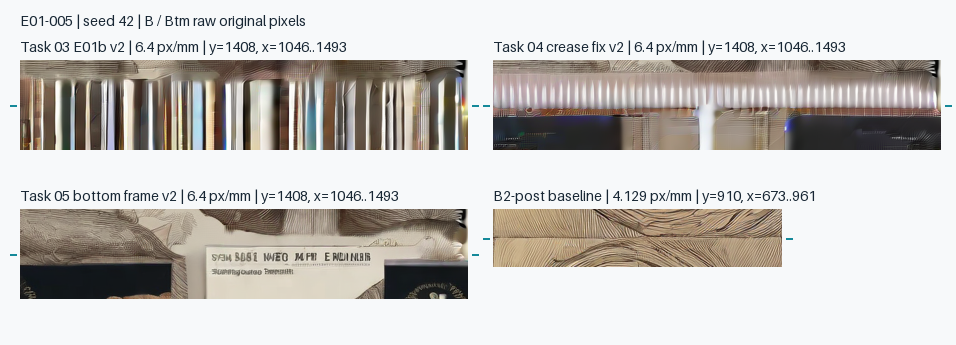 E01-005 | seed 42 | B / Btm raw original pixels
Task 03 E01b v2 | 6.4 px/mm | y=1408, x=1046..1493
Task 04 crease fix v2 | 6.4 px/mm | y=1408, x=1046..1493
Task 05 bottom frame v2 | 6.4 px/mm | y=1408, x=1046..1493
B2-post baseline | 4.129 px/mm | y=910, x=673..961